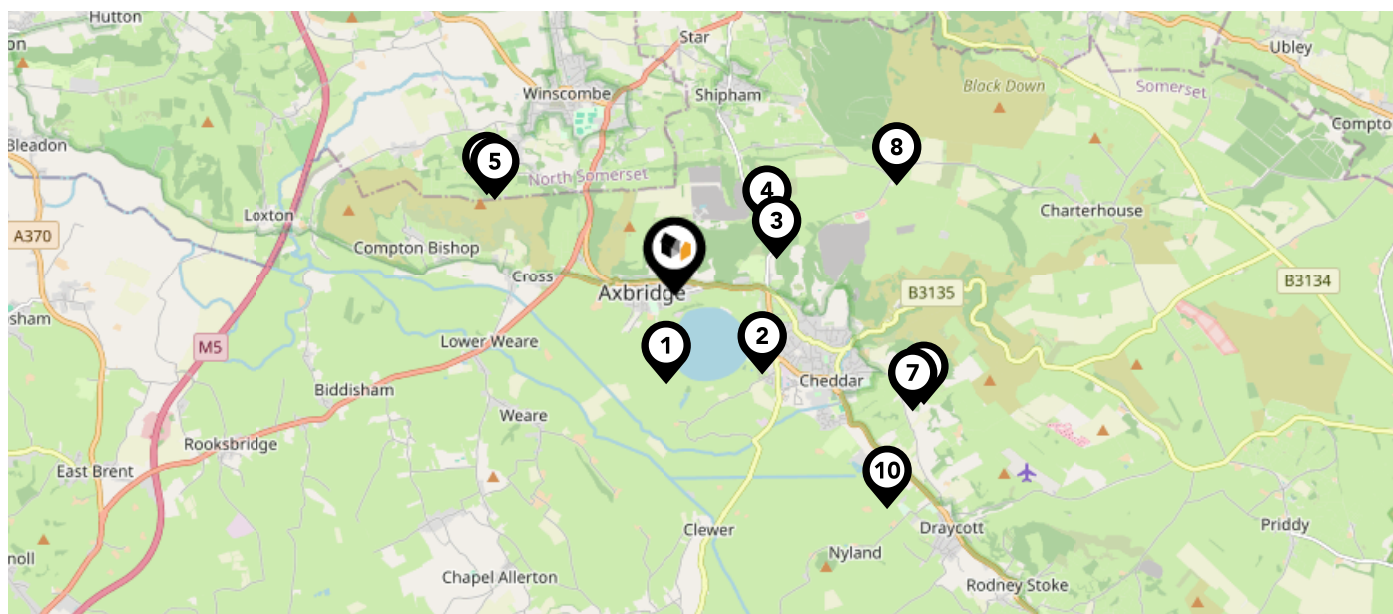 Hutton
on
Star
Ubley
Winscombe
Shipham
Black Down
Somerset
Compto
Bleadon
8
5
North Somerset
4
Loxton
3
Charterhouse
A370
Compton Bishop
Cross
Axbridge
B3135
B3134
sham
M5
Lower Weare
1
2
7
Cheddar
Biddisham
Weare
Rooksbridge
East Brent
10
Clewer
Draycott
Priddy
noll
Nyland
Chapel Allerton
Rodney Stoke